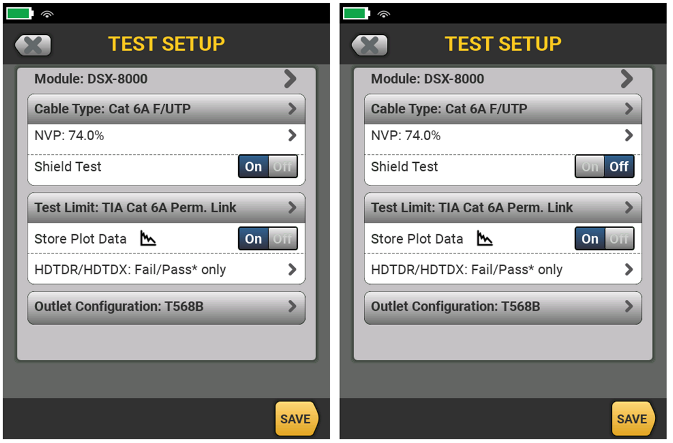 TEST SETUP
Module: DSX-8000
Cable Type: Cat 6A F/UTP
NVP: 74.0%
Shield Test On Off
Test Limit: TIA Cat 6A Perm. Link
Store Plot Data On Off
HDTDR/HDTDX: Fail/Pass* only
Outlet Configuration: T568B
SAVE
TEST SETUP
Module: DSX-8000
Cable Type: Cat 6A F/UTP
NVP: 74.0%
Shield Test On Off
Test Limit: TIA Cat 6A Perm. Link
Store Plot Data On Off
HDTDR/HDTDX: Fail/Pass* only
Outlet Configuration: T568B
SAVE